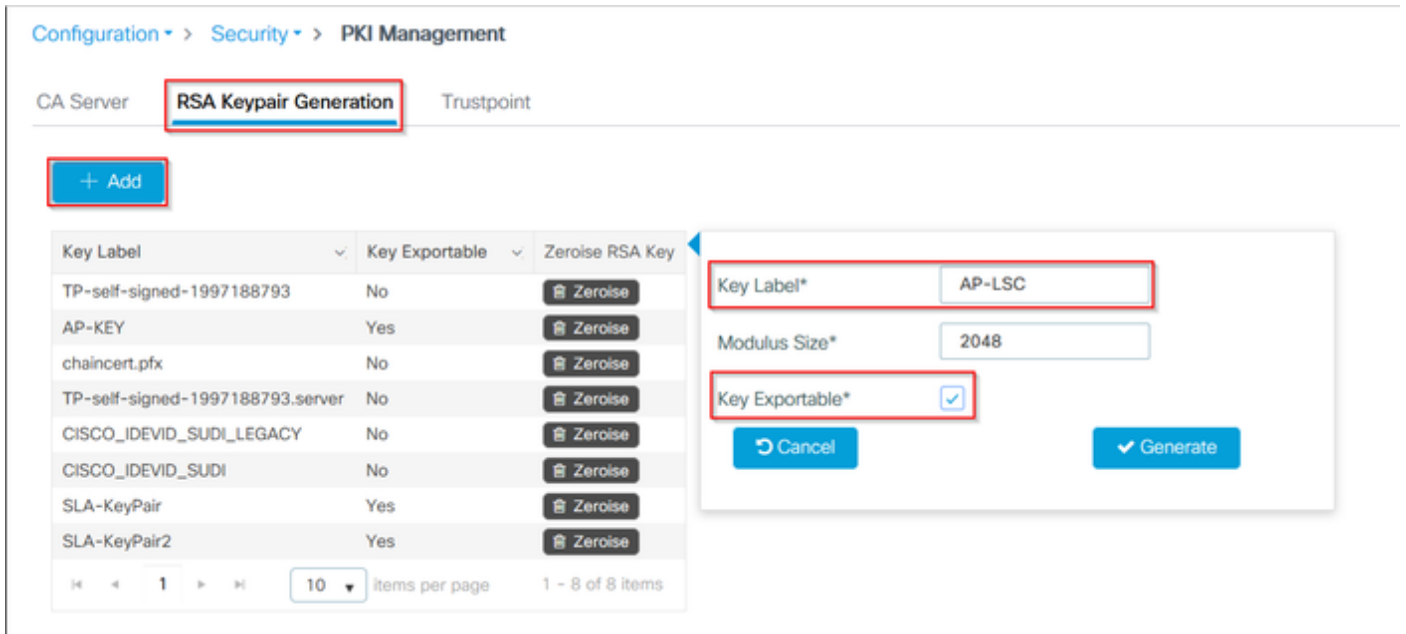 Configuration > Security > PKI Management
CA Server RSA Keypair Generation Trustpoint
+ Add
Key Label Key Exportable Zeroise RSA Key
TP-self-signed-1997188793 No Zeroise
AP-KEY Yes Zeroise
chaincert.pfx No Zeroise
TP-self-signed-1997188793.server No Zeroise
CISCO_IDEVID_SUDI_LEGACY No Zeroise
CISCO_IDEVID_SUDI No Zeroise
SLA-KeyPair Yes Zeroise
SLA-KeyPair2 Yes Zeroise
1 10 items per page 1 - 8 of 8 items
Key Label* AP-LSC
Modulus Size* 2048
Key Exportable*
Cancel Generate